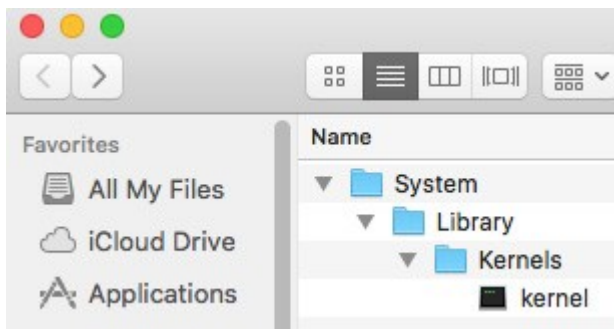 Favorites
All My Files
iCloud Drive
Applications
Name
System
Library
Kernels
kernel